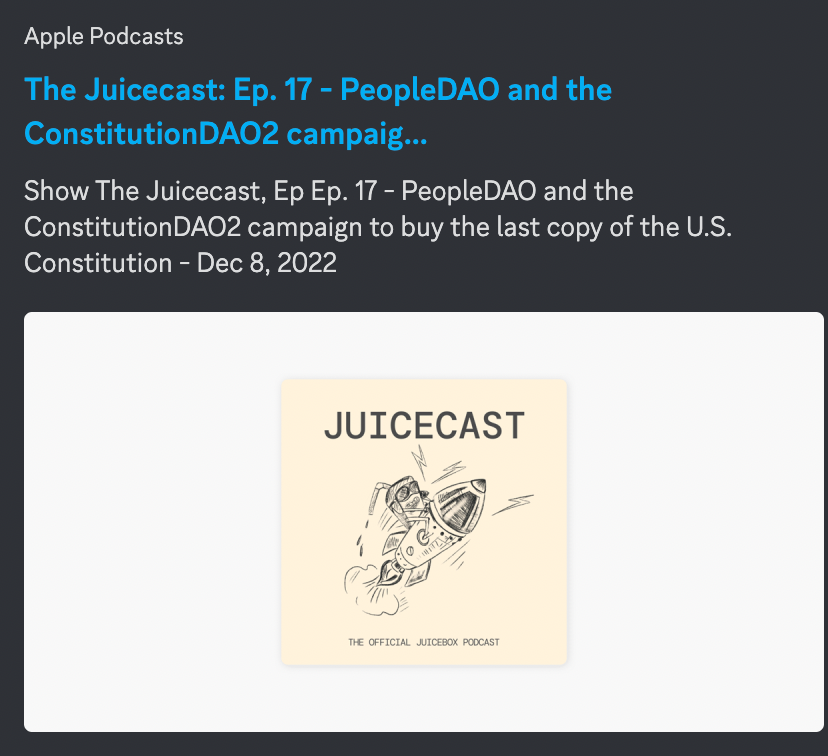 Apple Podcasts
The Juicecast: Ep. 17 - PeopleDAO and the
ConstitutionDAO2 campaig...
Show The Juicecast, Ep Ep. 17 - PeopleDAO and the
ConstitutionDAO2 campaign to buy the last copy of the U.S.
Constitution - Dec 8, 2022
JUICECAST
THE OFFICIAL JUICEBOX PODCAST